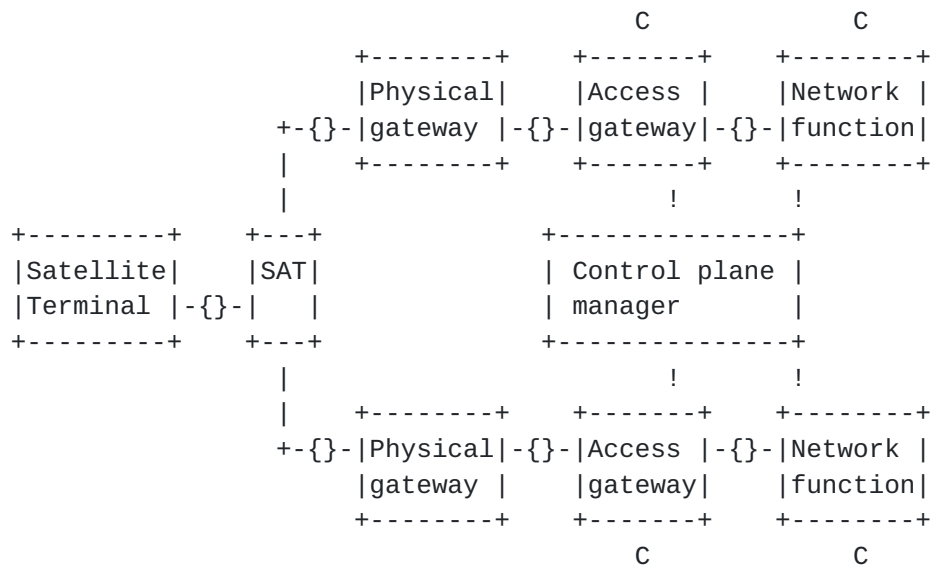 C             C
                       +--------+    +-------+    +--------+
                       |Physical|    |Access |    |Network |
                  +-{}-|gateway |-{}-|gateway|-{}-|function|
                  |    +--------+    +-------+    +--------+
                  |                        !       !
+---------+    +---+               +---------------+
|Satellite|    |SAT|               | Control plane |
|Terminal |-{}-|   |               | manager       |
+---------+    +---+               +---------------+
                  |                        !       !
                  |    +--------+    +-------+    +--------+
                  +-{}-|Physical|-{}-|Access |-{}-|Network |
                       |gateway |    |gateway|    |function|
                       +--------+    +-------+    +--------+
                                         C             C